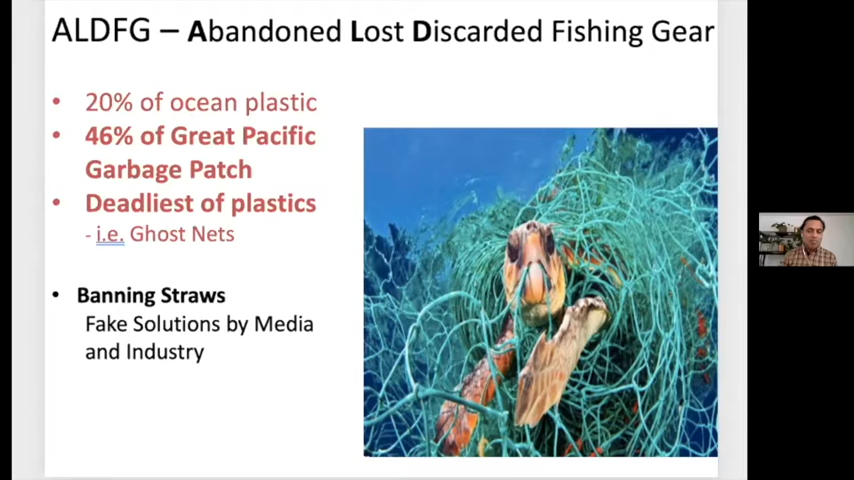 ALDFG – Abandoned Lost Discarded Fishing Gear
• 20% of ocean plastic
• 46% of Great Pacific
Garbage Patch
• Deadliest of plastics
- i.e. Ghost Nets
• Banning Straws
Fake Solutions by Media
and Industry